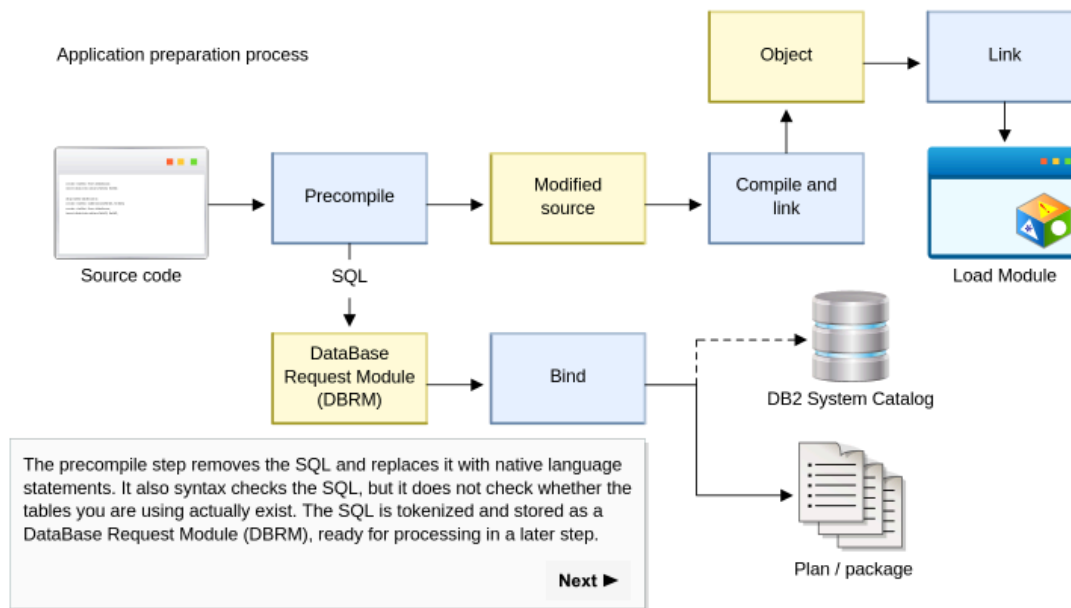 Application preparation process
Object
Link
Precompile
Modified
source
Compile and
link
Source code
SQL
Load Module
DataBase
Request Module
(DBRM)
Bind
DB2 System Catalog
The precompile step removes the SQL and replaces it with native language
statements. It also syntax checks the SQL, but it does not check whether the
tables you are using actually exist. The SQL is tokenized and stored as a
DataBase Request Module (DBRM), ready for processing in a later step.
Next
Plan / package